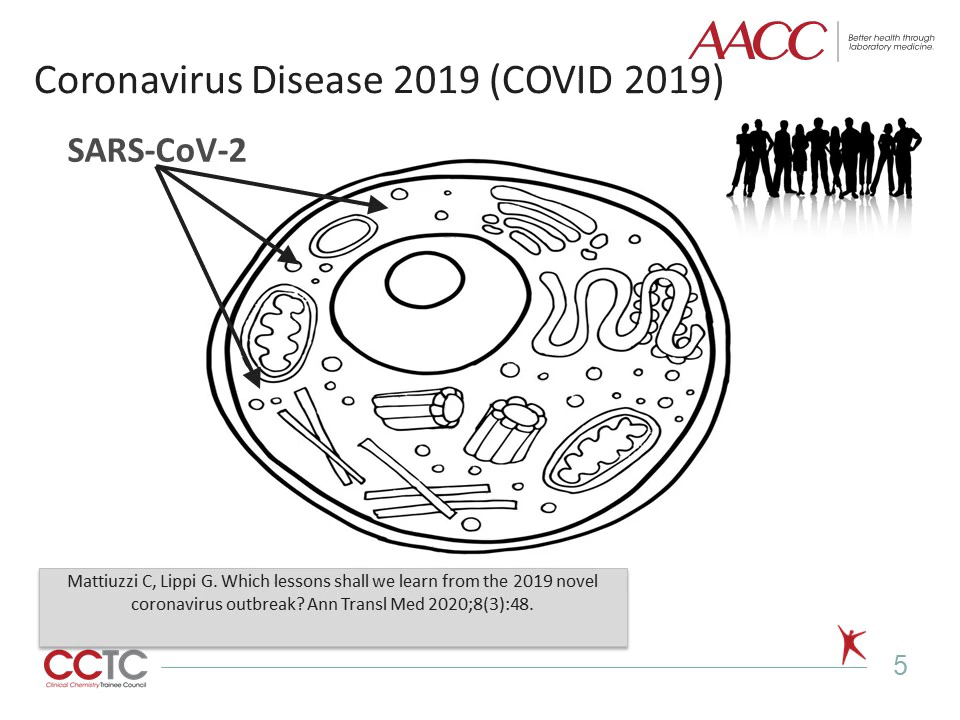 AACC
Better health through
laboratory medicine.
Coronavirus Disease 2019 (COVID 2019)
SARS-CoV-2
Mattiuzzi C, Lippi G. Which lessons shall we learn from the 2019 novel
coronavirus outbreak? Ann Transl Med 2020;8(3):48.
CCTC
Clinical Chemistry Trainee Council
5